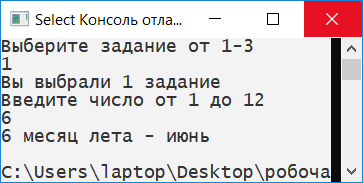 Select Консоль отла...
Выберите задание от 1-3
1
Вы выбрали 1 задание
Введите число от 1 до 12
6
6 месяц лета - июнь
C:\Users\laptop\Desktop\робоча